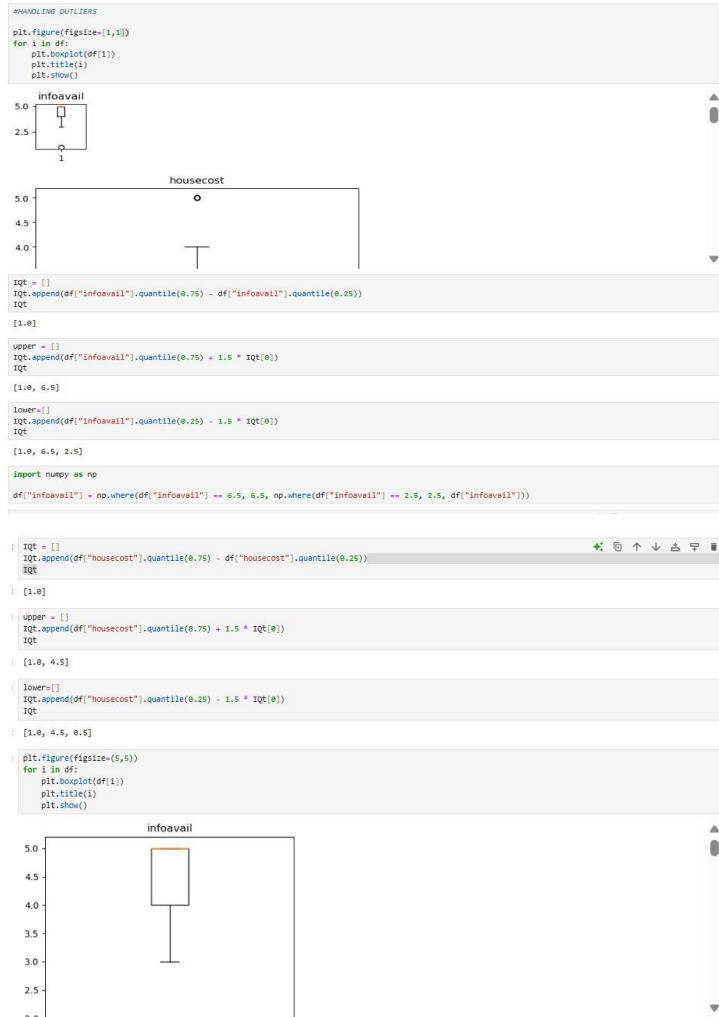 #HANDLING OUTLIERS
plt.figure(figsize=[1,1])
for i in df:
    plt.boxplot(df[i])
    plt.title(i)
    plt.show()
infoavail
5.0
2.5
1
housecost
5.0
4.5
4.0
IQt = []
IQt.append(df["infoavail"].quantile(0.75) - df["infoavail"].quantile(0.25))
IQt
[1.0]
upper = []
IQt.append(df["infoavail"].quantile(0.75) + 1.5 * IQt[0])
IQt
[1.0, 6.5]
lower=[]
IQt.append(df["infoavail"].quantile(0.25) - 1.5 * IQt[0])
IQt
[1.0, 6.5, 2.5]
import numpy as np
df["infoavail"] = np.where(df["infoavail"] == 6.5, 6.5, np.where(df["infoavail"] == 2.5, 2.5, df["infoavail"]))
: IQt = []
IQt.append(df["housecost"].quantile(0.75) - df["housecost"].quantile(0.25))
IQt
: [1.0]
: upper = []
IQt.append(df["housecost"].quantile(0.75) + 1.5 * IQt[0])
IQt
: [1.0, 4.5]
: lower=[]
IQt.append(df["housecost"].quantile(0.25) - 1.5 * IQt[0])
IQt
: [1.0, 4.5, 0.5]
: plt.figure(figsize=(5,5))
for i in df:
    plt.boxplot(df[i])
    plt.title(i)
    plt.show()
infoavail
5.0
4.5
4.0
3.5
3.0
2.5